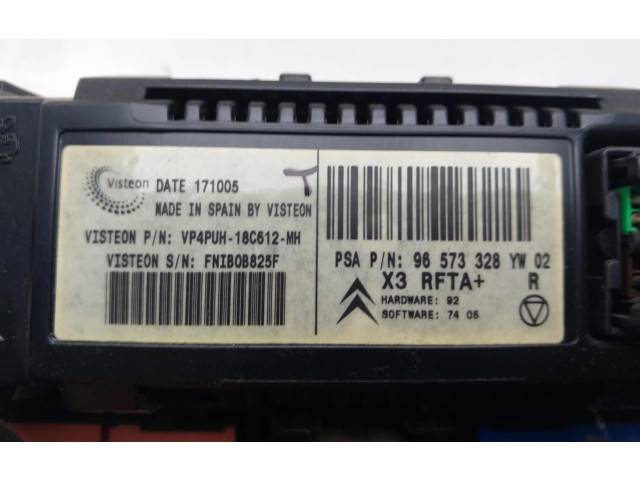 Visteon DATE 171005
MADE IN SPAIN BY VISTEON
VISTEON P/N: VP4PUH-18C612-MH
VISTEON S/N: FNIB0B825F
PSA P/N: 96 573 328 YW 02
X3 RFTA+ R
HARDWARE: 92
SOFTWARE: 74 05